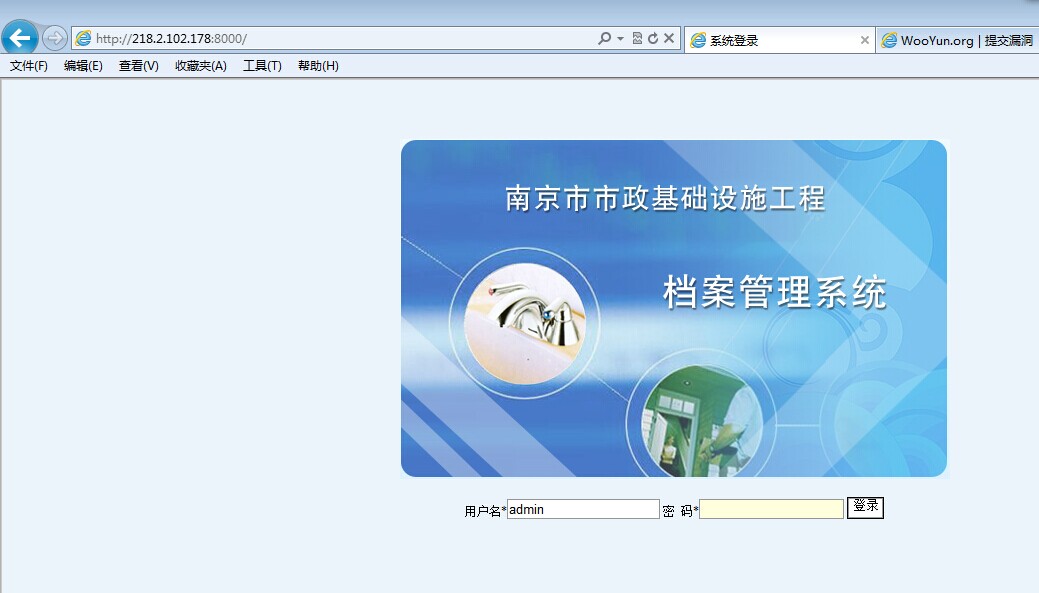 http://218.2.102.178:8000/
系统登录
WooYun.org | 提交漏洞
文件(F) 编辑(E) 查看(V) 收藏夹(A) 工具(T) 帮助(H)
南京市市政基础设施工程
档案管理系统
用户名*admin 密 码* 登录